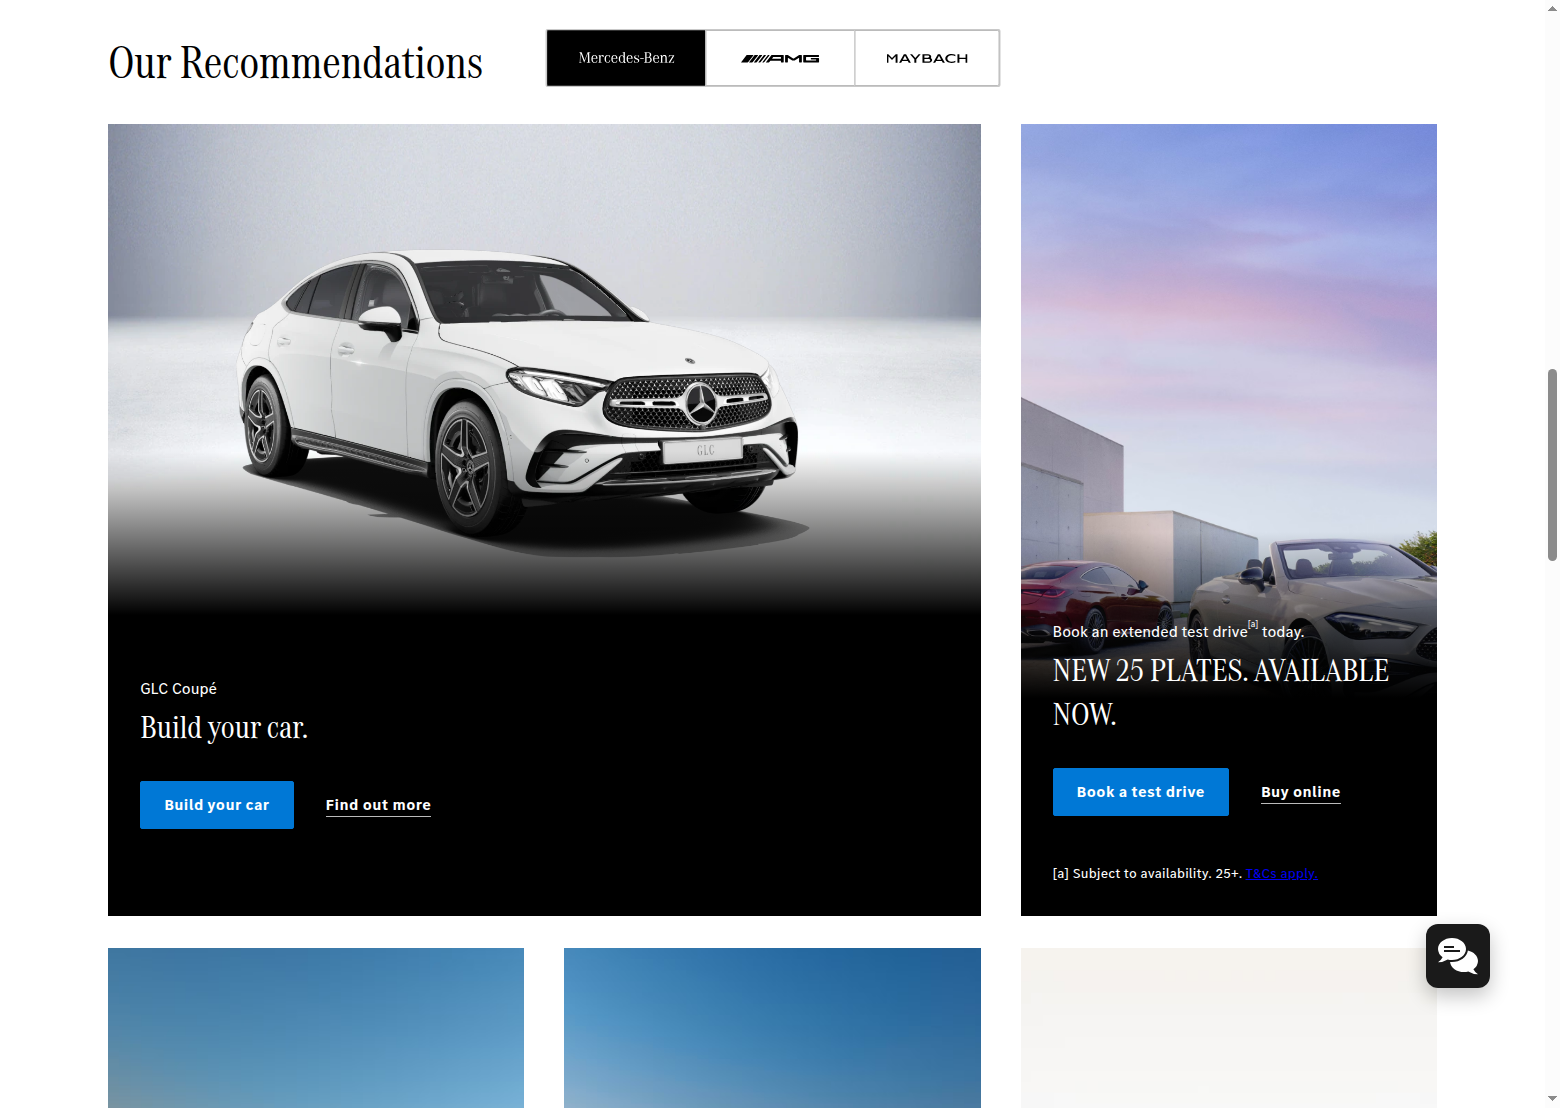 Our Recommendations
Mercedes-Benz
AMG
MAYBACH
GLC
GLC Coupé
Build your car.
Build your car
Find out more
Book an extended test drive[a] today.
NEW 25 PLATES. AVAILABLE
NOW.
Book a test drive
Buy online
[a] Subject to availability. 25+. T&Cs apply.